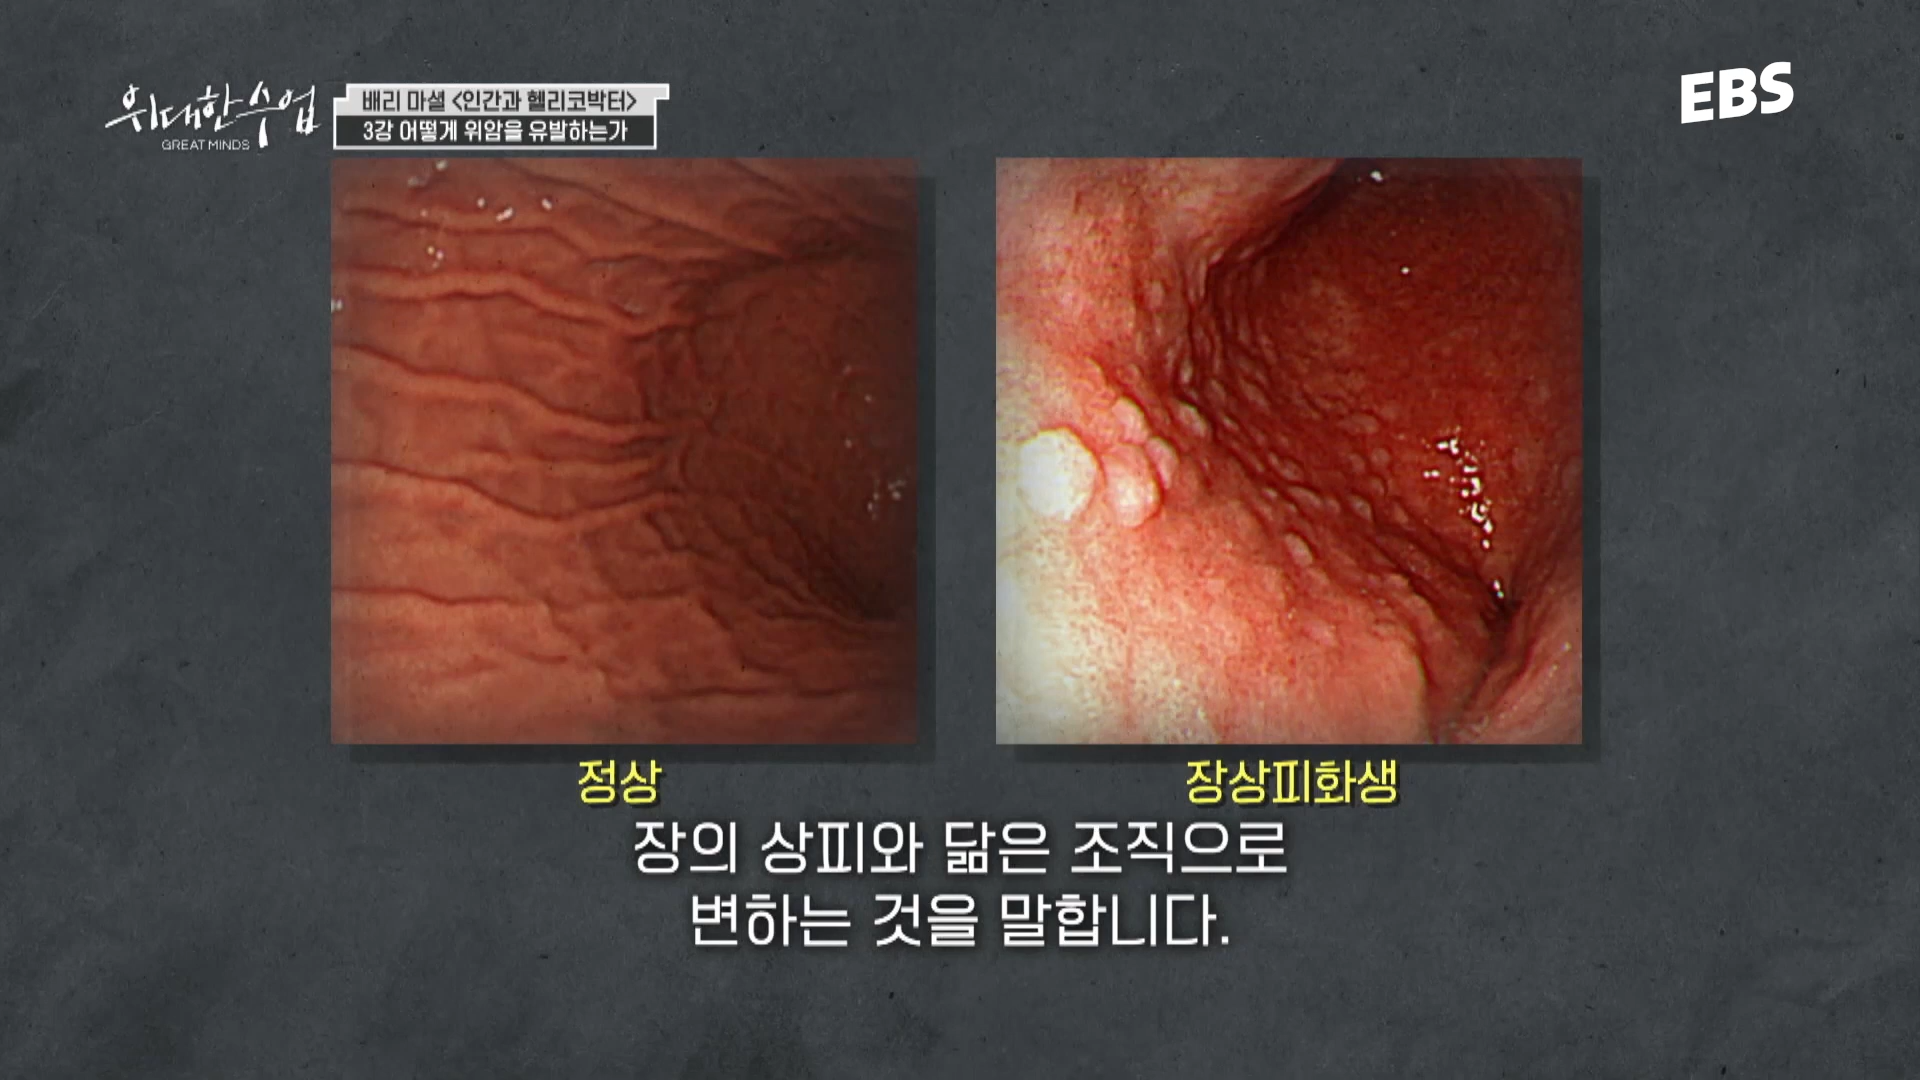 위대한 수업
GREAT MINDS
배리 마셜 <인간과 헬리코박터>
3강 어떻게 위암을 유발하는가
EBS
정상
장상피화생
장의 상피와 닮은 조직으로
변하는 것을 말합니다.